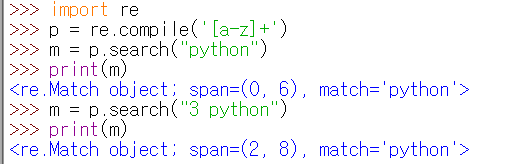 >>> import re
>>> p = re.compile('[a-z]+')
>>> m = p.search("python")
>>> print(m)
<re.Match object; span=(0, 6), match='python'>
>>> m = p.search("3 python")
>>> print(m)
<re.Match object; span=(2, 8), match='python'>